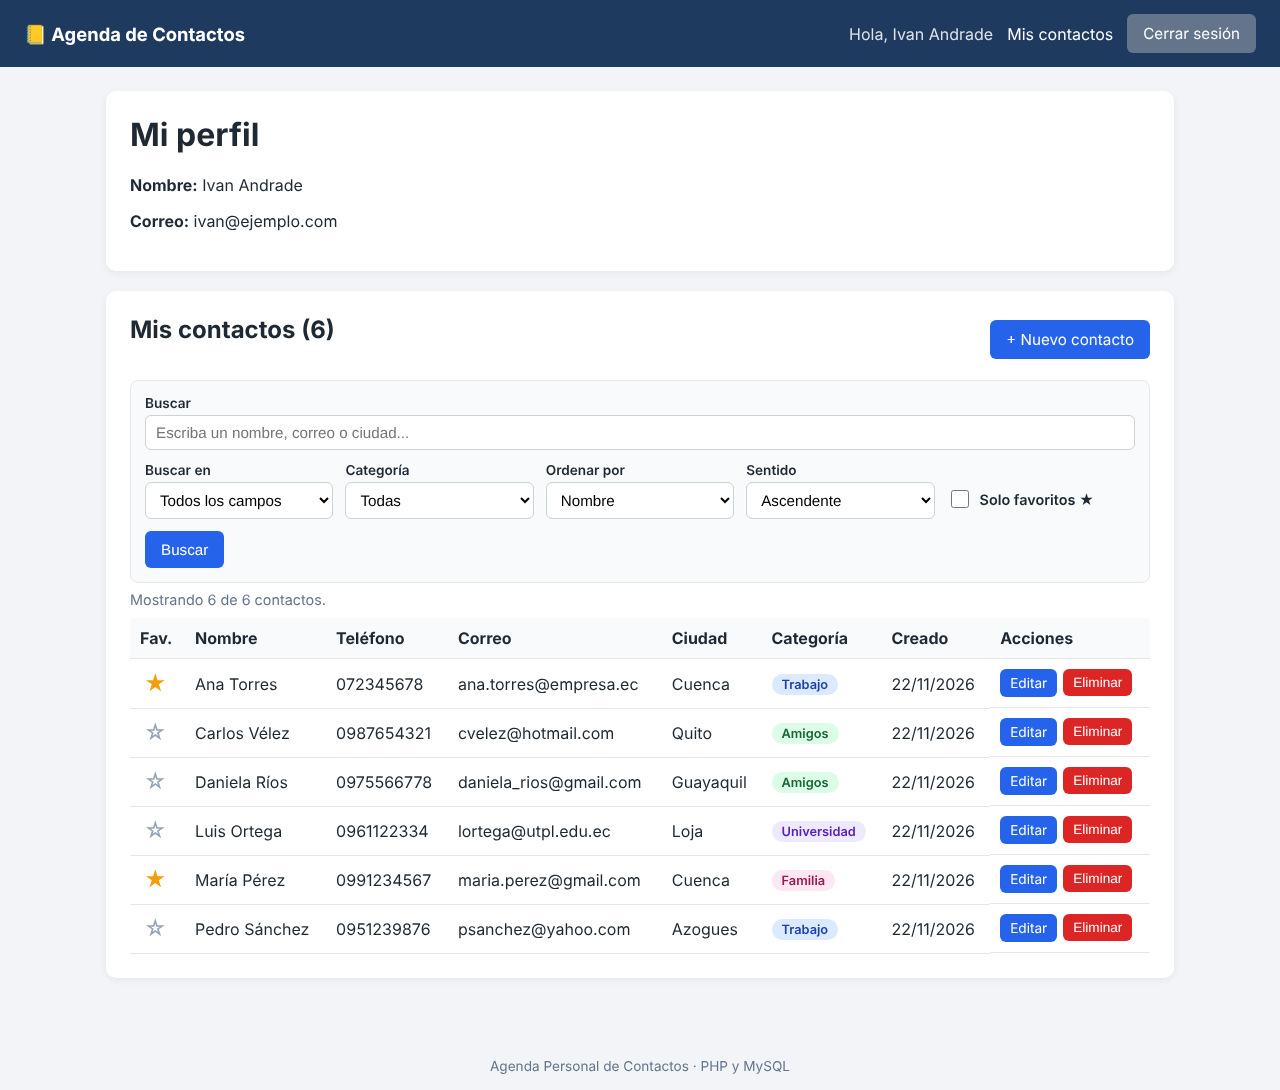 📒 Agenda de Contactos Hola, Ivan Andrade Mis contactos Cerrar sesión
Mi perfil
Nombre: Ivan Andrade
Correo: ivan@ejemplo.com
Mis contactos (6)
+ Nuevo contacto
Buscar
Escriba un nombre, correo o ciudad...
Buscar en Categoría Ordenar por Sentido
Todos los campos Todas Nombre Ascendente Solo favoritos ★
Buscar
Mostrando 6 de 6 contactos.
Fav. Nombre Teléfono Correo Ciudad Categoría Creado Acciones
★ Ana Torres 072345678 ana.torres@empresa.ec Cuenca Trabajo 22/11/2026 Editar Eliminar
☆ Carlos Vélez 0987654321 cvelez@hotmail.com Quito Amigos 22/11/2026 Editar Eliminar
☆ Daniela Ríos 0975566778 daniela_rios@gmail.com Guayaquil Amigos 22/11/2026 Editar Eliminar
☆ Luis Ortega 0961122334 lortega@utpl.edu.ec Loja Universidad 22/11/2026 Editar Eliminar
★ María Pérez 0991234567 maria.perez@gmail.com Cuenca Familia 22/11/2026 Editar Eliminar
☆ Pedro Sánchez 0951239876 psanchez@yahoo.com Azogues Trabajo 22/11/2026 Editar Eliminar
Agenda Personal de Contactos · PHP y MySQL